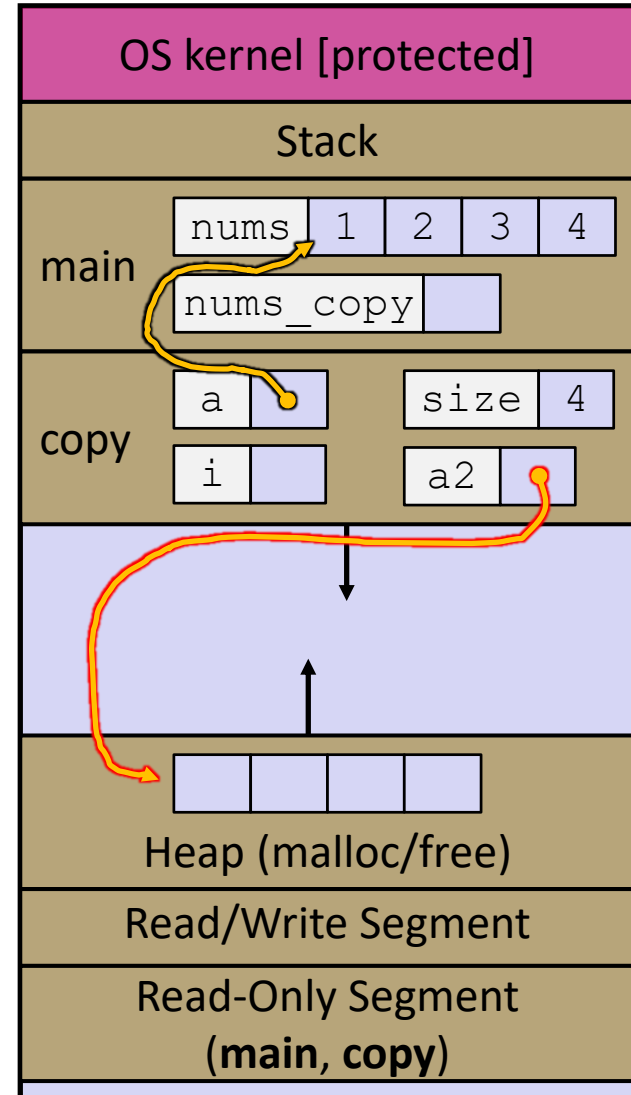 OS kernel [protected]
Stack
main
nums 1 2 3 4
nums_copy
copy
a size 4
i a2
Heap (malloc/free)
Read/Write Segment
Read-Only Segment
(main, copy)